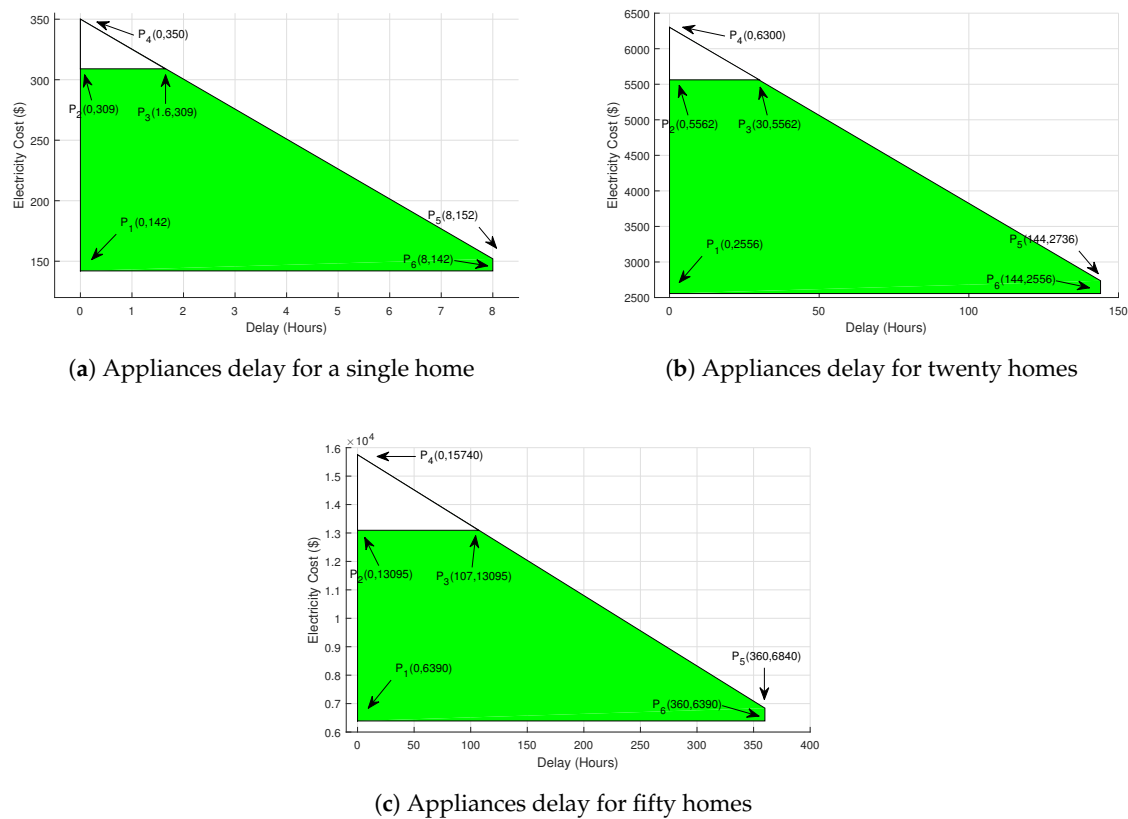 350
300
250
200
150
Electricity Cost ($)
P4(0,350)
P2(0,309)
P3(1.6,309)
P1(0,142)
P5(8,152)
P6(8,142)
0 1 2 3 4 5 6 7 8
Delay (Hours)
(a) Appliances delay for a single home
6500
6000
5500
5000
4500
4000
3500
3000
2500
Electricity Cost ($)
P4(0,6300)
P2(0,5562)
P3(30,5562)
P1(0,2556)
P5(144,2736)
P6(144,2556)
0 50 100 150
Delay (Hours)
(b) Appliances delay for twenty homes
×10^4
1.6
1.5
1.4
1.3
1.2
1.1
1
0.9
0.8
0.7
0.6
Electricity Cost ($)
P4(0,15740)
P2(0,13095)
P3(107,13095)
P1(0,6390)
P5(360,6840)
P6(360,6390)
0 50 100 150 200 250 300 350 400
Delay (Hours)
(c) Appliances delay for fifty homes